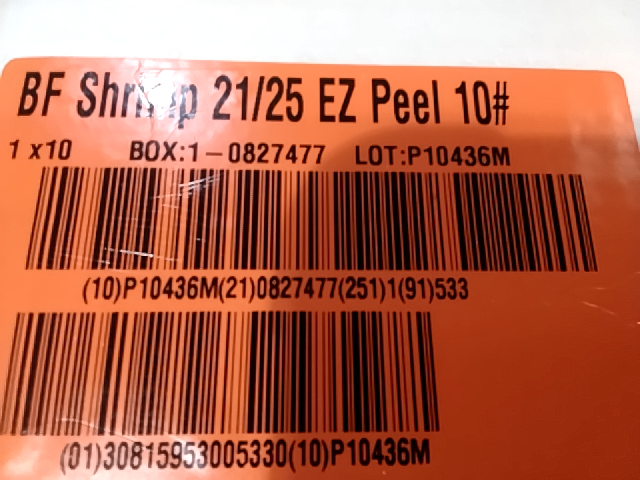 BF Shrimp 21/25 EZ Peel 10#
1 x10 BOX:1-0827477 LOT:P10436M
(10)P10436M(21)0827477(251)1(91)533
(01)30815953005330(10)P10436M